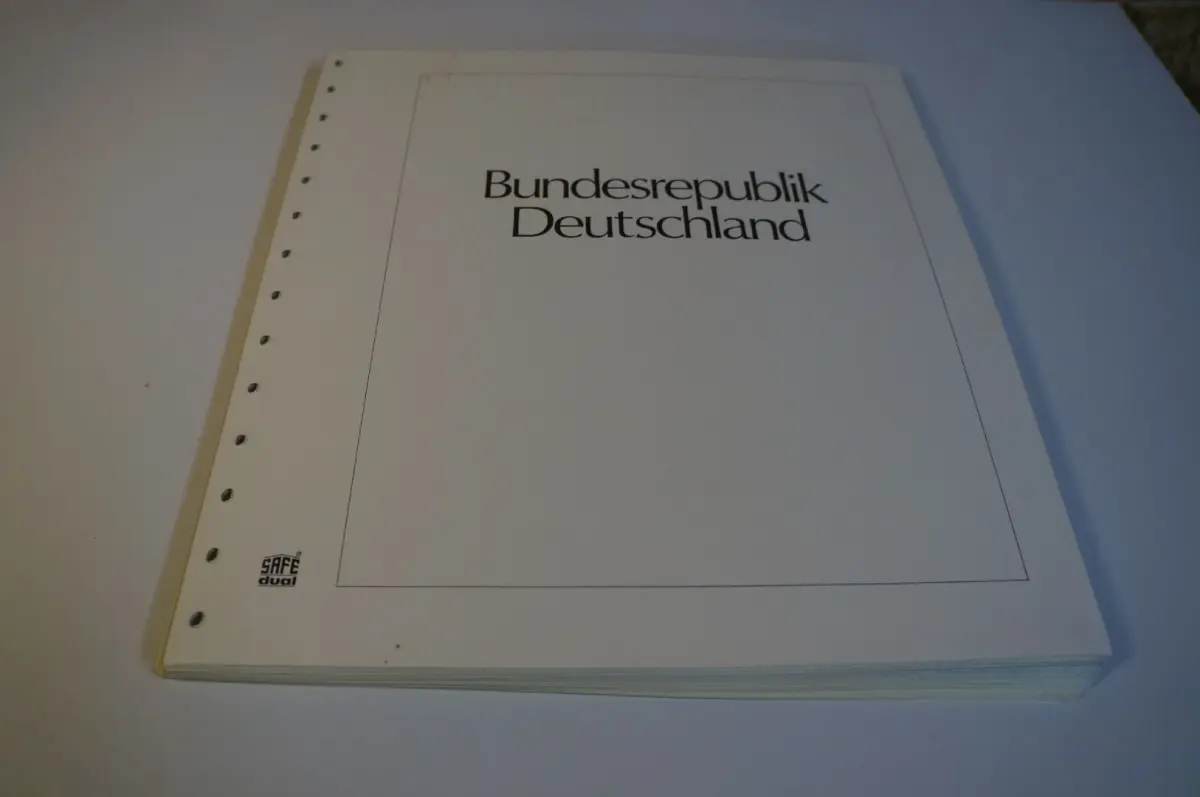 Bundesrepublik
Deutschland
SAFE®
dual